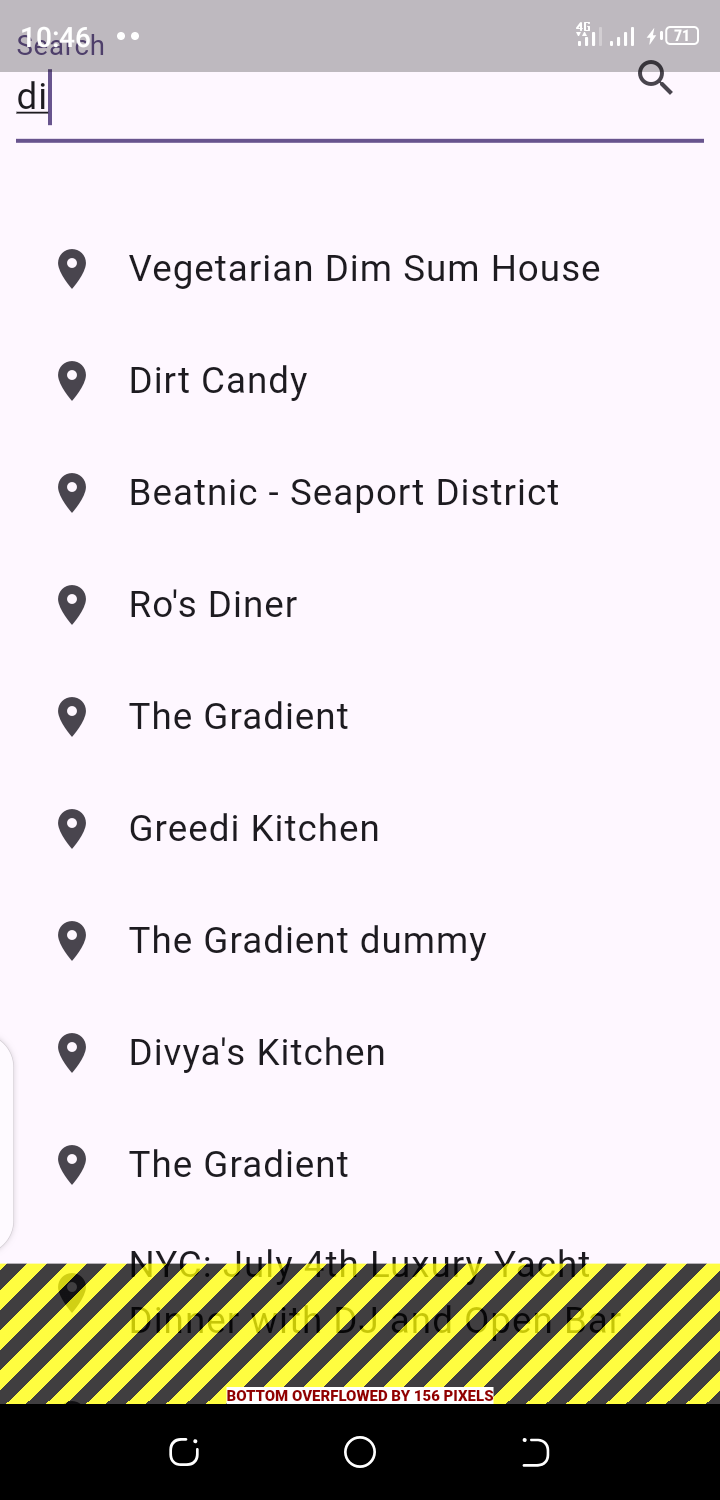 10:46
4G
71
Search
di
Vegetarian Dim Sum House
Dirt Candy
Beatnic - Seaport District
Ro's Diner
The Gradient
Greedi Kitchen
The Gradient dummy
Divya's Kitchen
The Gradient
NYC: July 4th Luxury Yacht
Dinner with DJ and Open Bar
BOTTOM OVERFLOWED BY 156 PIXELS